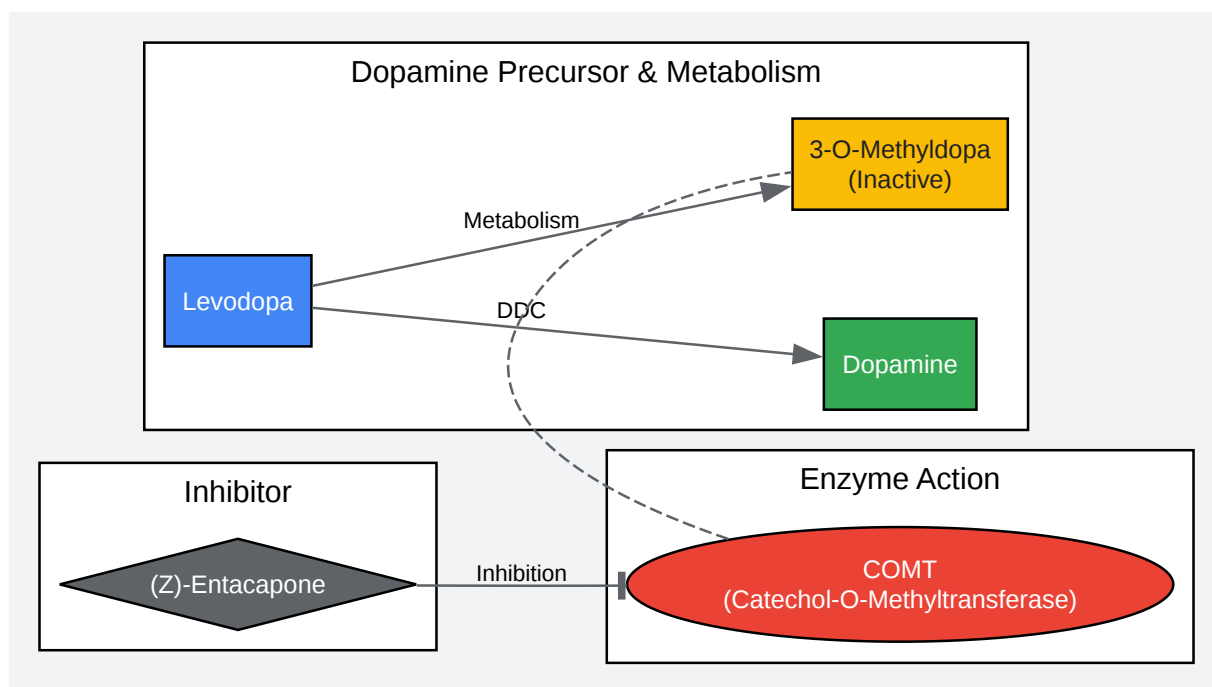 Dopamine Precursor & Metabolism
3-O-Methyldopa
(Inactive)
Metabolism
Levodopa
DDC
Dopamine
Inhibitor
(Z)-Entacapone
Inhibition
Enzyme Action
COMT
(Catechol-O-Methyltransferase)